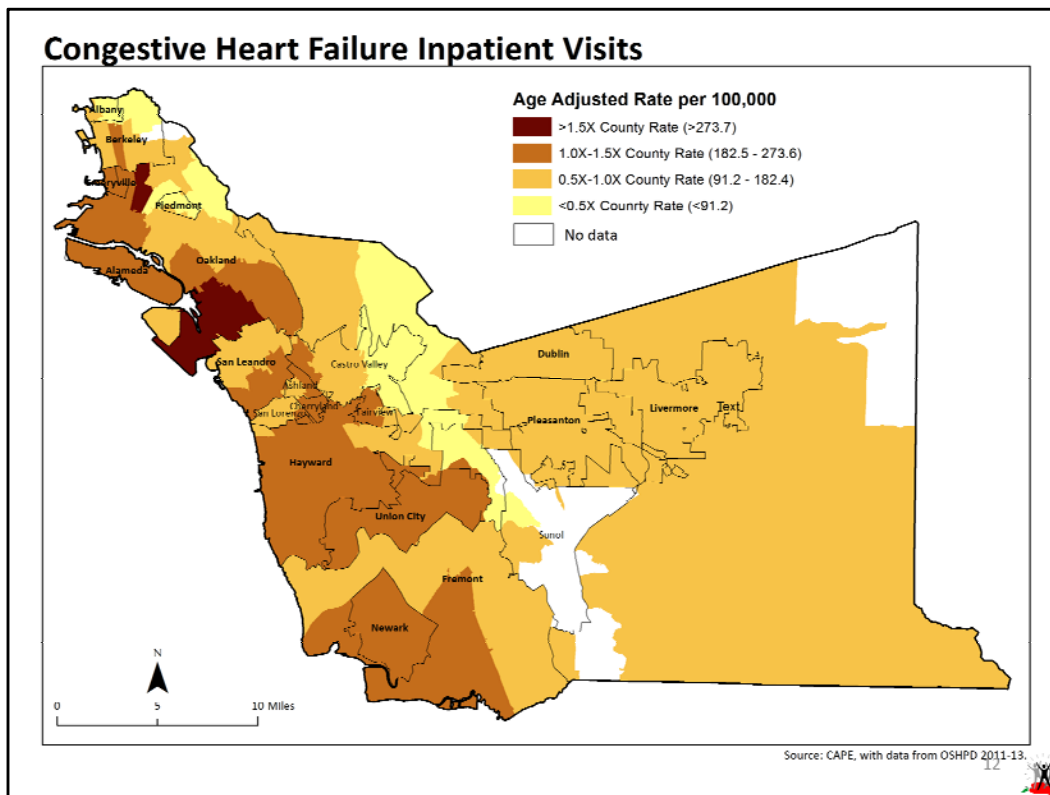 Congestive Heart Failure Inpatient Visits
Age Adjusted Rate per 100,000
>1.5X County Rate (>273.7)
1.0X-1.5X County Rate (182.5 - 273.6)
0.5X-1.0X County Rate (91.2 - 182.4)
<0.5X Counrty Rate (<91.2)
No data
Albany
Berkeley
Emeryville
Piedmont
Oakland
Alameda
San Leandro
Castro Valley
Ashland
Cherryland
San Lorenzo
Fairview
Dublin
Livermore
Text
Pleasanton
Hayward
Union City
Sunol
Fremont
Newark
N
0 5 10 Miles
Source: CAPE, with data from OSHPD 2011-13.
12